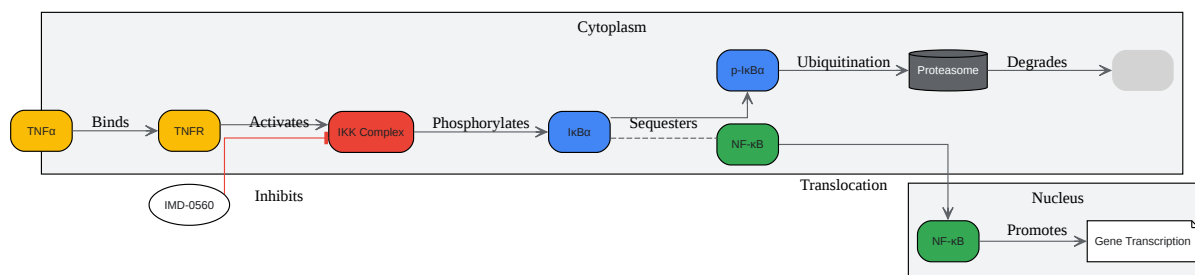 Cytoplasm
p-IκBα
Ubiquitination
Proteasome
Degrades
TNFα
Binds
TNFR
Activates
IKK Complex
Phosphorylates
IκBα
Sequesters
NF-κB
IMD-0560
Inhibits
Translocation
Nucleus
NF-κB
Promotes
Gene Transcription